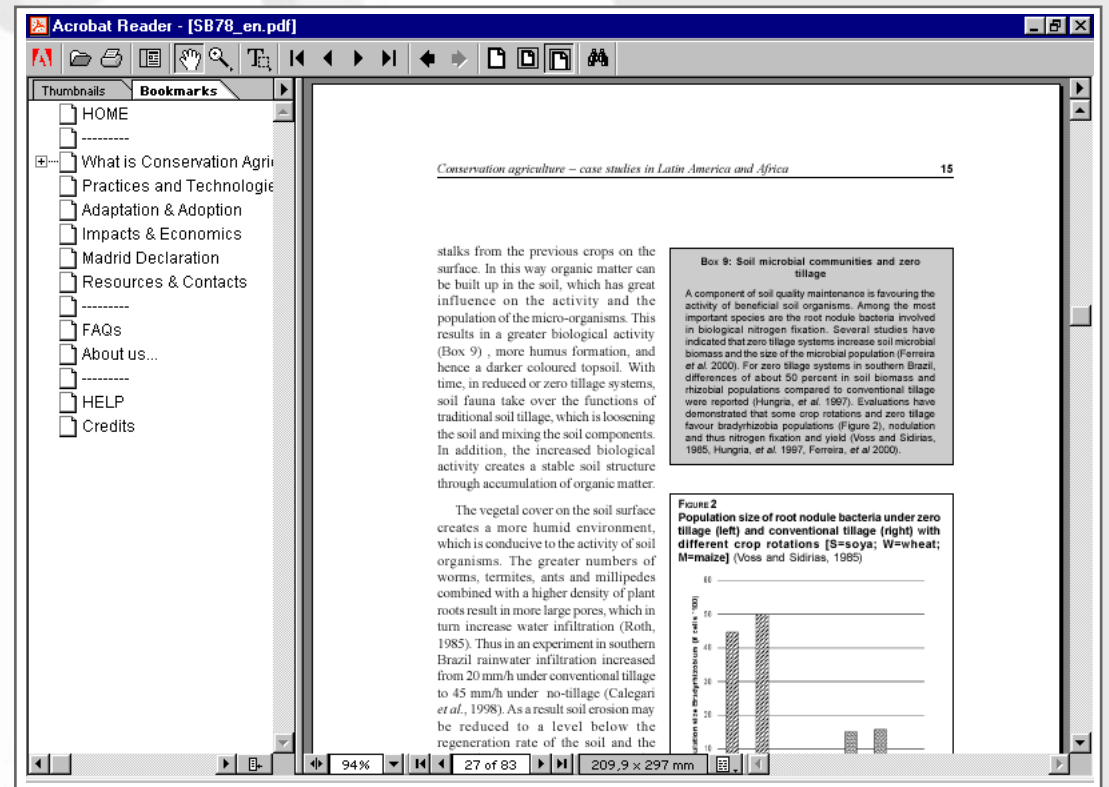 Acrobat Reader - [SB78_en.pdf]
Thumbnails Bookmarks
HOME
---------
What is Conservation Agri
Practices and Technologie
Adaptation & Adoption
Impacts & Economics
Madrid Declaration
Resources & Contacts
---------
FAQs
About us...
---------
HELP
Credits
Conservation agriculture – case studies in Latin America and Africa 15
stalks from the previous crops on the
surface. In this way organic matter can
be built up in the soil, which has great
influence on the activity and the
population of the micro-organisms. This
results in a greater biological activity
(Box 9) , more humus formation, and
hence a darker coloured topsoil. With
time, in reduced or zero tillage systems,
soil fauna take over the functions of
traditional soil tillage, which is loosening
the soil and mixing the soil components.
In addition, the increased biological
activity creates a stable soil structure
through accumulation of organic matter.
The vegetal cover on the soil surface
creates a more humid environment,
which is conducive to the activity of soil
organisms. The greater numbers of
worms, termites, ants and millipedes
combined with a higher density of plant
roots result in more large pores, which in
turn increase water infiltration (Roth,
1985). Thus in an experiment in southern
Brazil rainwater infiltration increased
from 20 mm/h under conventional tillage
to 45 mm/h under no-tillage (Calegari
et al., 1998). As a result soil erosion may
be reduced to a level below the
regeneration rate of the soil and the
Box 9: Soil microbial communities and zero
tillage
A component of soil quality maintenance is favouring the
activity of beneficial soil organisms. Among the most
important species are the root nodule bacteria involved
in biological nitrogen fixation. Several studies have
indicated that zero tillage systems increase soil microbial
biomass and the size of the microbial population (Ferreira
et al. 2000). For zero tillage systems in southern Brazil,
differences of about 50 percent in soil biomass and
rhizobial populations compared to conventional tillage
were reported (Hungria, et al. 1997). Evaluations have
demonstrated that some crop rotations and zero tillage
favour bradyrhizobia populations (Figure 2), nodulation
and thus nitrogen fixation and yield (Voss and Sidirias,
1985, Hungria, et al. 1997, Ferreira, et al 2000).
Figure 2
Population size of root nodule bacteria under zero
tillage (left) and conventional tillage (right) with
different crop rotations [S=soya; W=wheat;
M=maize] (Voss and Sidirias, 1985)
60
50
40
30
20
10
94% 27 of 83 209,9 x 297 mm